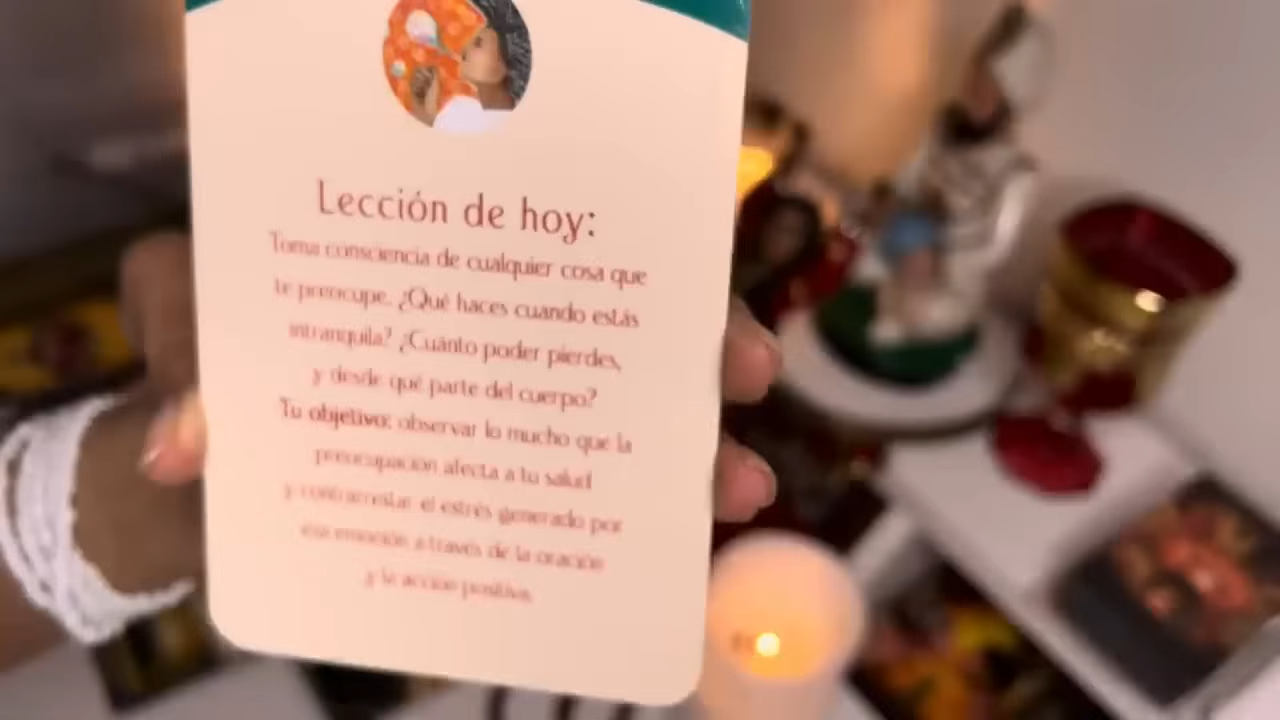 Lección de hoy:
Toma consciencia de cualquier cosa que
te preocupe. ¿Qué haces cuando estás
intranquila? ¿Cuánto poder pierdes,
y desde qué parte del cuerpo?
Tu objetivo: observar lo mucho que la
preocupación afecta a tu salud
y contrarrestar el estrés generado por
esa emoción a través de la oración
y la acción positiva.